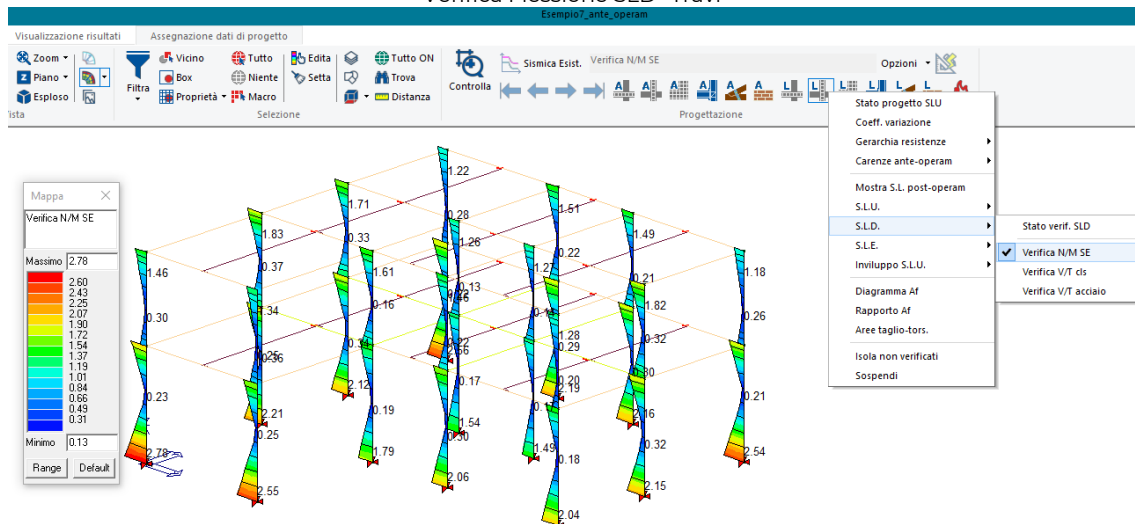 Verifica Flessione SLD -Travi
Esempio7_ante_operam
Visualizzazione risultati
Assegnazione dati di progetto
Zoom
Piano
Esploso
Filtra
Vicino
Box
Proprietà
Tutto
Niente
Macro
Edita
Setta
Tutto ON
Trova
Distanza
Controlla
Sismica Esist.
Verifica N/M SE
Opzioni
ista
Selezione
Progettazione
Stato progetto SLU
Coeff. variazione
Gerarchia resistenze
Carenze ante-operam
Mostra S.L. post-operam
S.L.U.
S.L.D.
S.L.E.
Inviluppo S.L.U.
Diagramma Af
Rapporto Af
Aree taglio-tors.
Isola non verificati
Sospendi
Stato verif. SLD
Verifica N/M SE
Verifica V/T cls
Verifica V/T acciaio
Mappa
Verifica N/M SE
Massimo 2.78
2.60
2.43
2.25
2.07
1.90
1.72
1.54
1.37
1.19
1.01
0.84
0.66
0.49
0.31
Minimo 0.13
Range Default
1.22
1.71
1.51
0.28
1.83
0.33
1.26
1.49
0.22
1.46
0.37
1.61
1.27
0.21
1.18
0.13
1.82
0.30
1.34
0.16
0.26
1.28
0.32
0.29
2.12
0.17
0.23
0.19
0.21
2.21
1.54
0.25
1.79
1.49
0.18
0.32
2.54
2.78
2.06
2.15
2.55
2.04